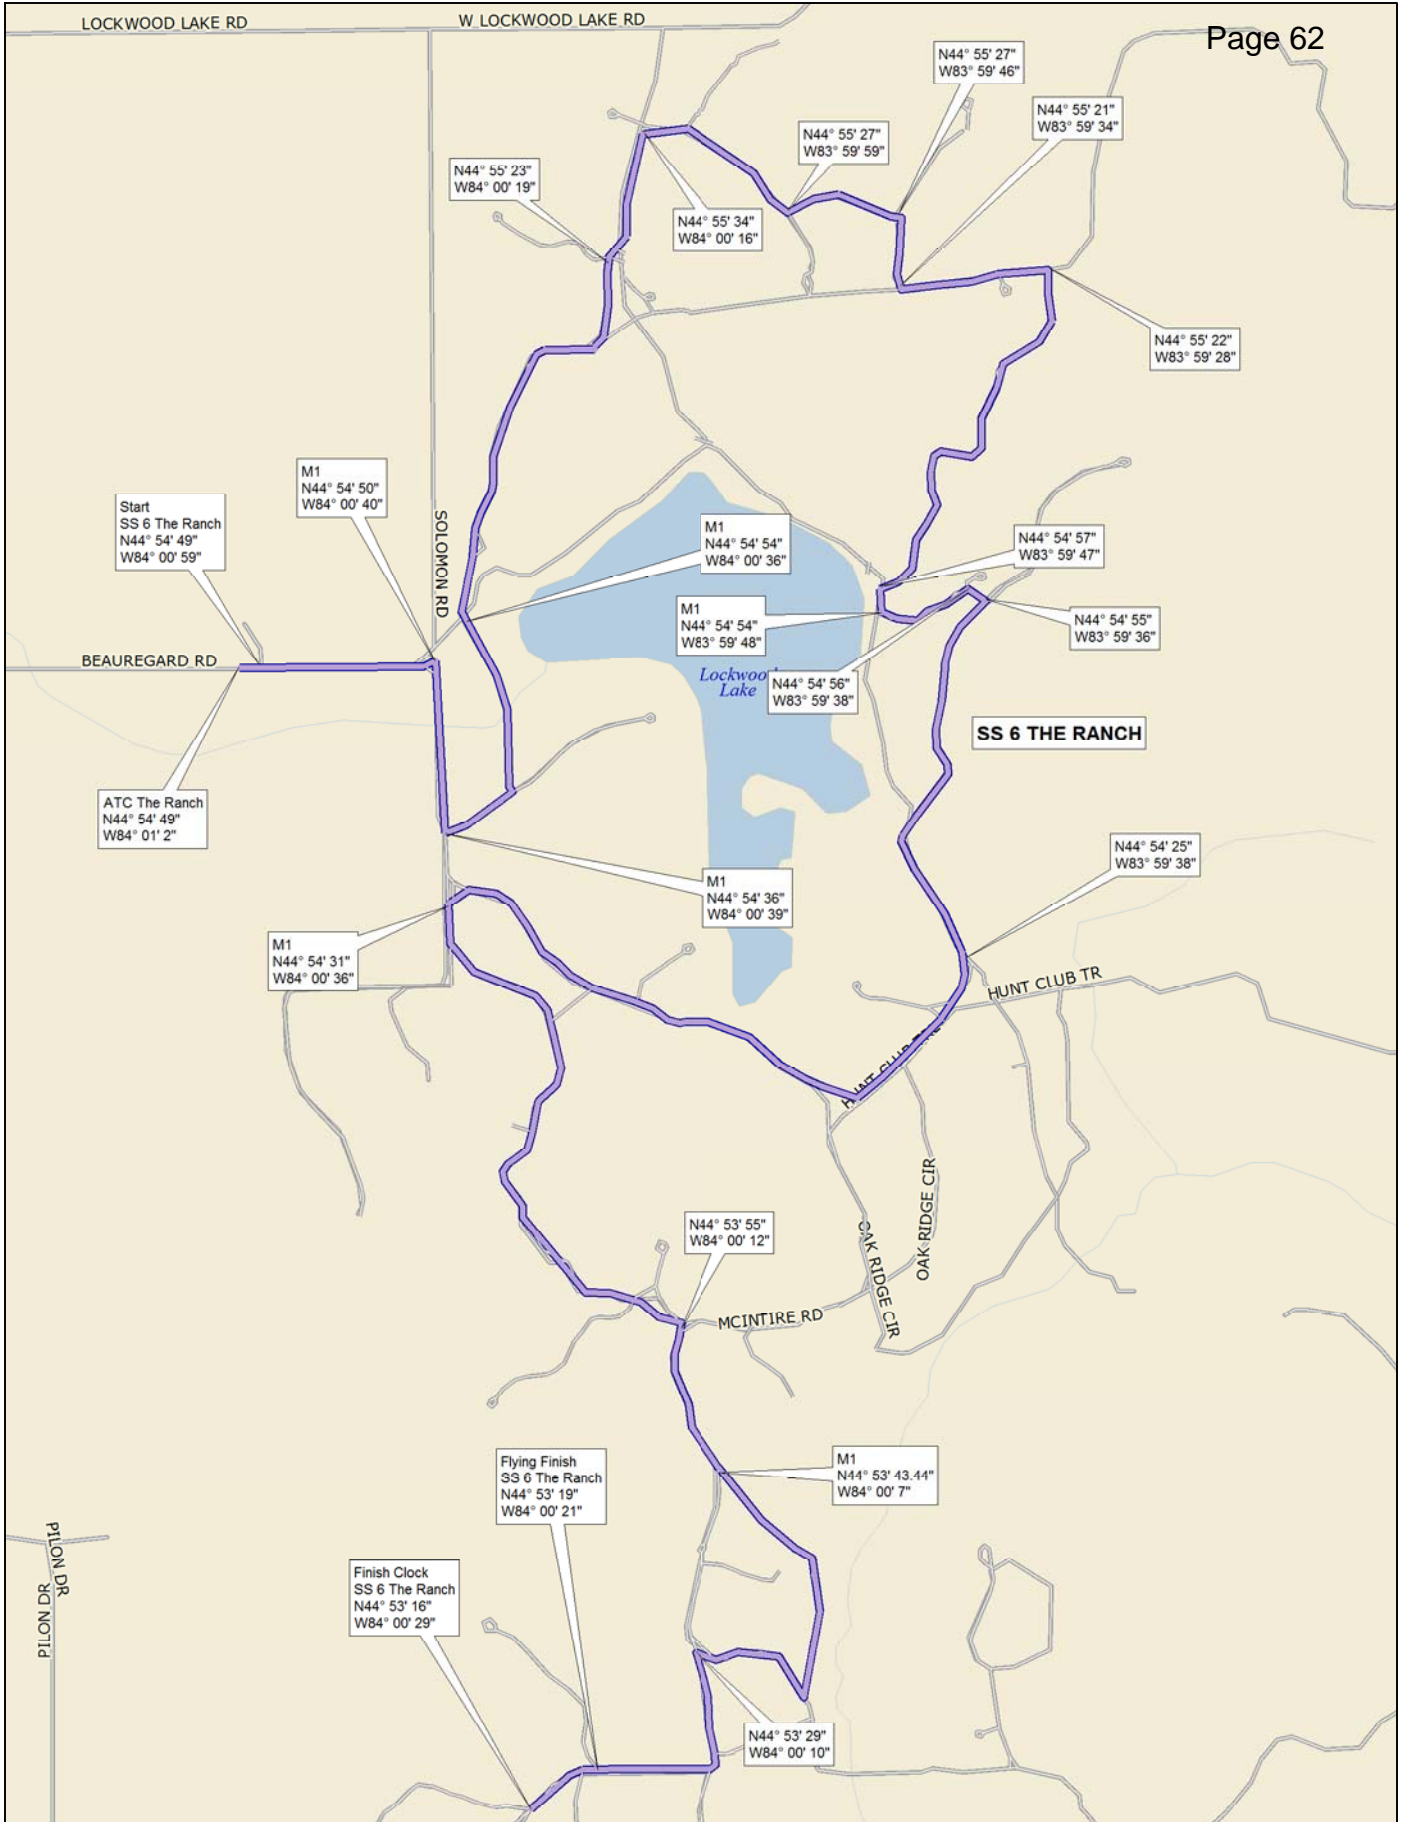 LOCKWOOD LAKE RD
W LOCKWOOD LAKE RD
Page 62
N44° 55' 27"
W83° 59' 46"
N44° 55' 21"
W83° 59' 34"
N44° 55' 27"
W83° 59' 59"
N44° 55' 23"
W84° 00' 19"
N44° 55' 34"
W84° 00' 16"
N44° 55' 22"
W83° 59' 28"
M1
N44° 54' 50"
W84° 00' 40"
Start
SS 6 The Ranch
N44° 54' 49"
W84° 00' 59"
SOLOMON RD
M1
N44° 54' 54"
W84° 00' 36"
N44° 54' 57"
W83° 59' 47"
M1
N44° 54' 54"
W83° 59' 48"
N44° 54' 55"
W83° 59' 36"
BEAUREGARD RD
Lake
N44° 54' 56"
W83° 59' 38"
SS 6 THE RANCH
ATC The Ranch
N44° 54' 49"
W84° 01' 2"
N44° 54' 25"
W83° 59' 38"
M1
N44° 54' 36"
W84° 00' 39"
M1
N44° 54' 31"
W84° 00' 36"
HUNT CLUB TR
HUNT CLUB
OAK RIDGE CIR
OAK RIDGE CIR
N44° 53' 55"
W84° 00' 12"
MCINTIRE RD
M1
N44° 53' 43.44"
W84° 00' 7"
Flying Finish
SS 6 The Ranch
N44° 53' 19"
W84° 00' 21"
PILON DR
PILON DR
Finish Clock
SS 6 The Ranch
N44° 53' 16"
W84° 00' 29"
N44° 53' 29"
W84° 00' 10"